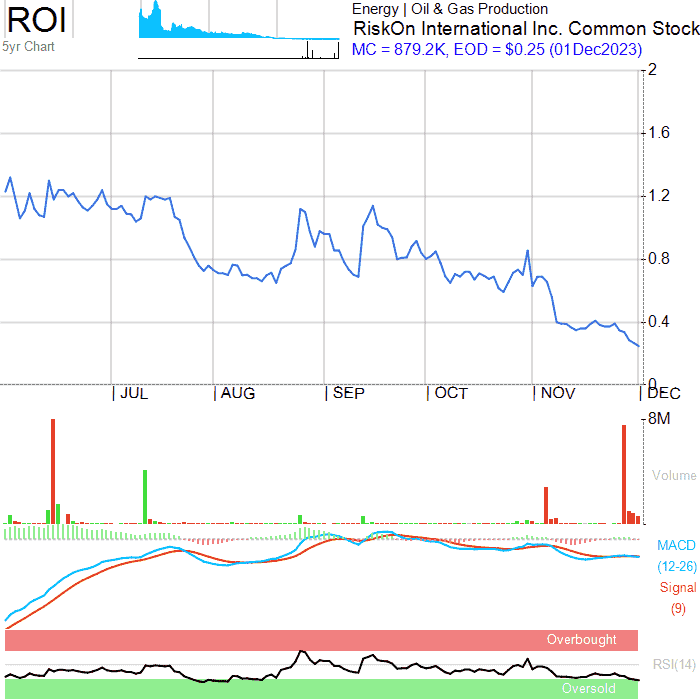 ROI
5yr Chart
Energy | Oil & Gas Production
RiskOn International Inc. Common Stock
MC = 879.2K, EOD = $0.25 (01Dec2023)
2
1.6
1.2
0.8
0.4
0
| JUL | AUG | SEP | OCT | NOV | DEC
8M
Volume
MACD
(12-26)
Signal
(9)
Overbought
RSI(14)
Oversold